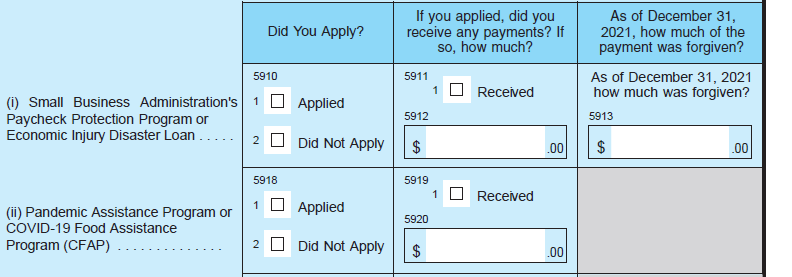 Did You Apply?
If you applied, did you
receive any payments? If
so, how much?
As of December 31,
2021, how much of the
payment was forgiven?
(i) Small Business Administration's
Paycheck Protection Program or
Economic Injury Disaster Loan . . . . .
5910
1 Applied
2 Did Not Apply
5911
1 Received
5912
$ .00
As of December 31, 2021
how much was forgiven?
5913
$ .00
(ii) Pandemic Assistance Program or
COVID-19 Food Assistance
Program (CFAP) . . . . . . . . . . . . . .
5918
1 Applied
2 Did Not Apply
5919
1 Received
5920
$ .00